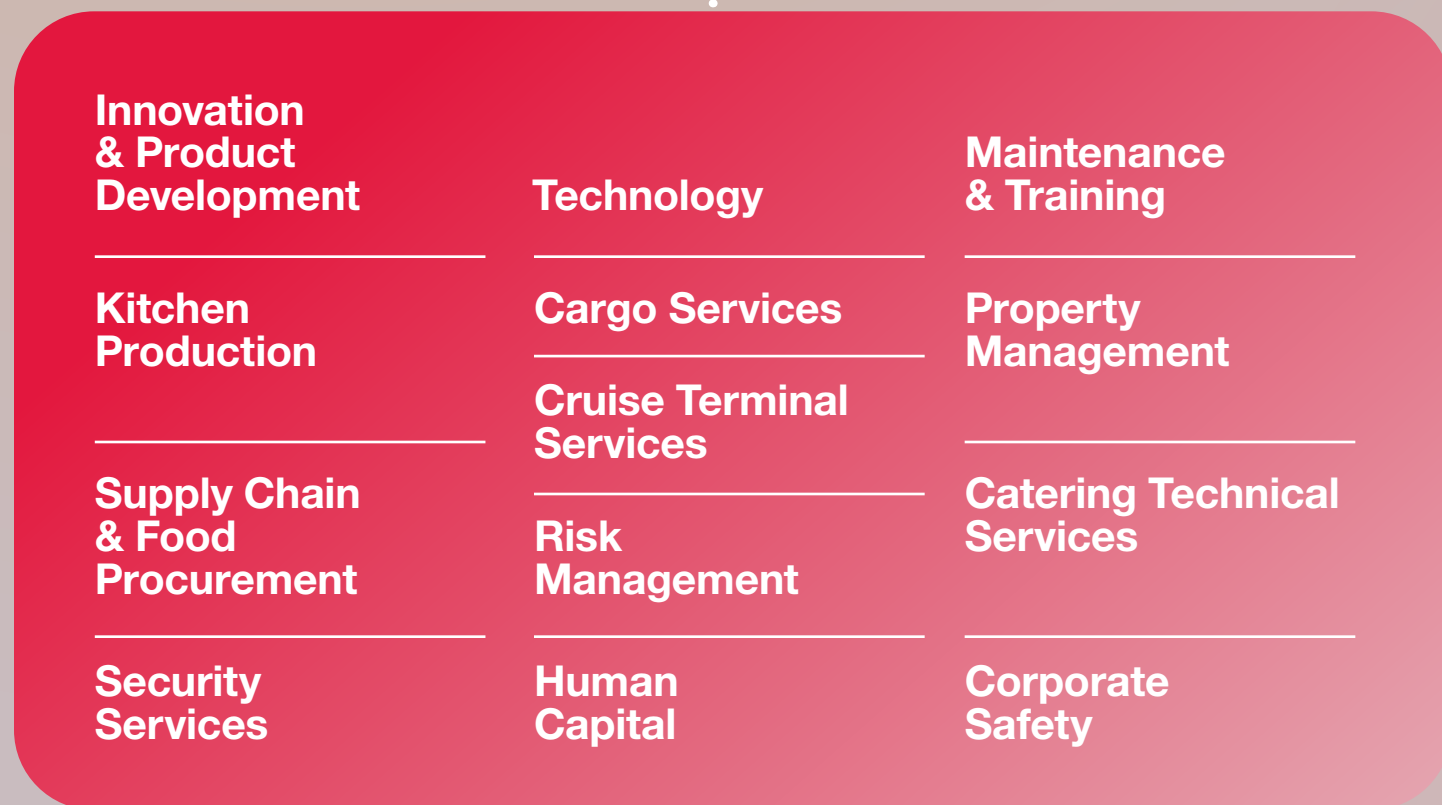 Innovation
& Product
Development
Kitchen
Production
Supply Chain
& Food
Procurement
Security
Services
Technology
Cargo Services
Cruise Terminal
Services
Risk
Management
Human
Capital
Maintenance
& Training
Property
Management
Catering Technical
Services
Corporate
Safety